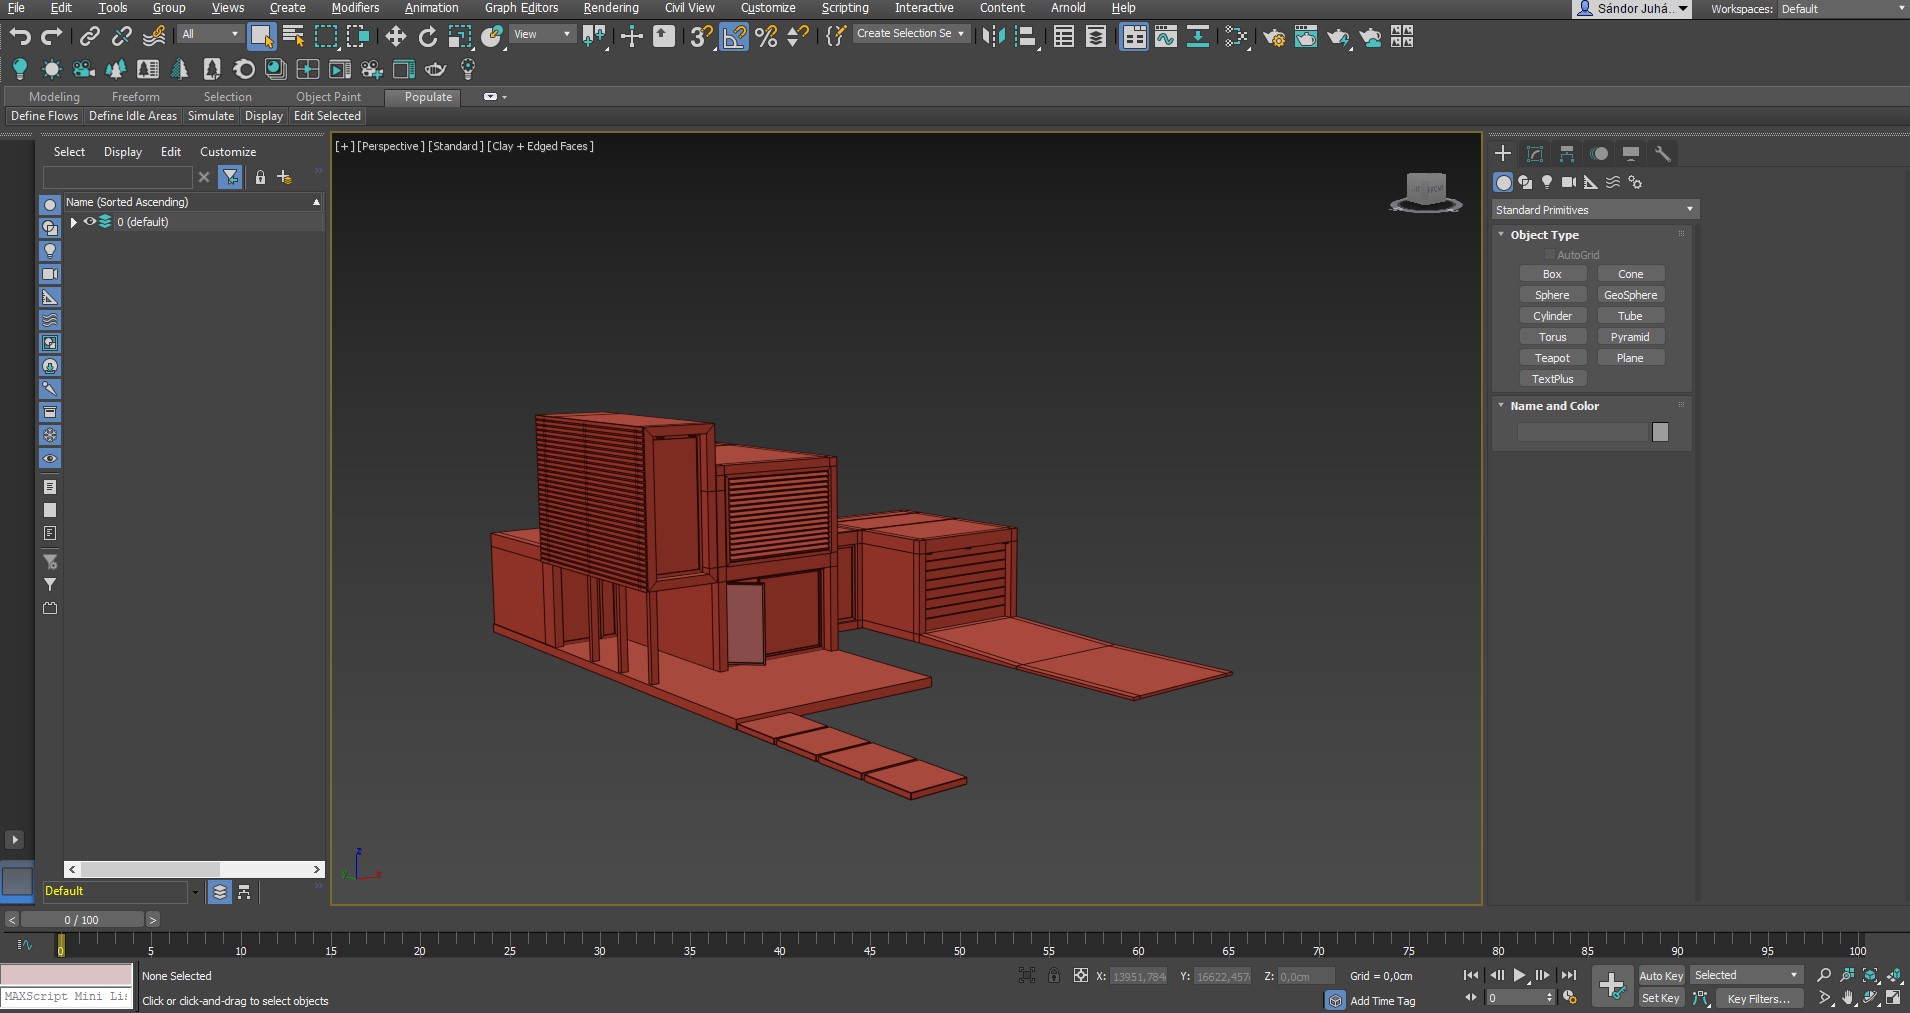 File Edit Tools Group Views Create Modifiers Animation Graph Editors Rendering Civil View Customize Scripting Interactive Content Arnold Help Sándor Juhá... Workspaces: Default
All View 3 Create Selection Se
Modeling Freeform Selection Object Paint Populate
Define Flows Define Idle Areas Simulate Display Edit Selected
Select Display Edit Customize
[+] [Perspective ] [Standard ] [Clay + Edged Faces ]
Name (Sorted Ascending)
0 (default)
Standard Primitives
Object Type
AutoGrid
Box Cone
Sphere GeoSphere
Cylinder Tube
Torus Pyramid
Teapot Plane
TextPlus
Name and Color
z
y x
Default
< 0 / 100 >
0 5 10 15 20 25 30 35 40 45 50 55 60 65 70 75 80 85 90 95 100
None Selected X: 13951,784 Y: 16622,457 Z: 0,0cm Grid = 0,0cm Auto Key Selected
MAXScript Mini Li: Click or click-and-drag to select objects Add Time Tag 0 Set Key Key Filters...